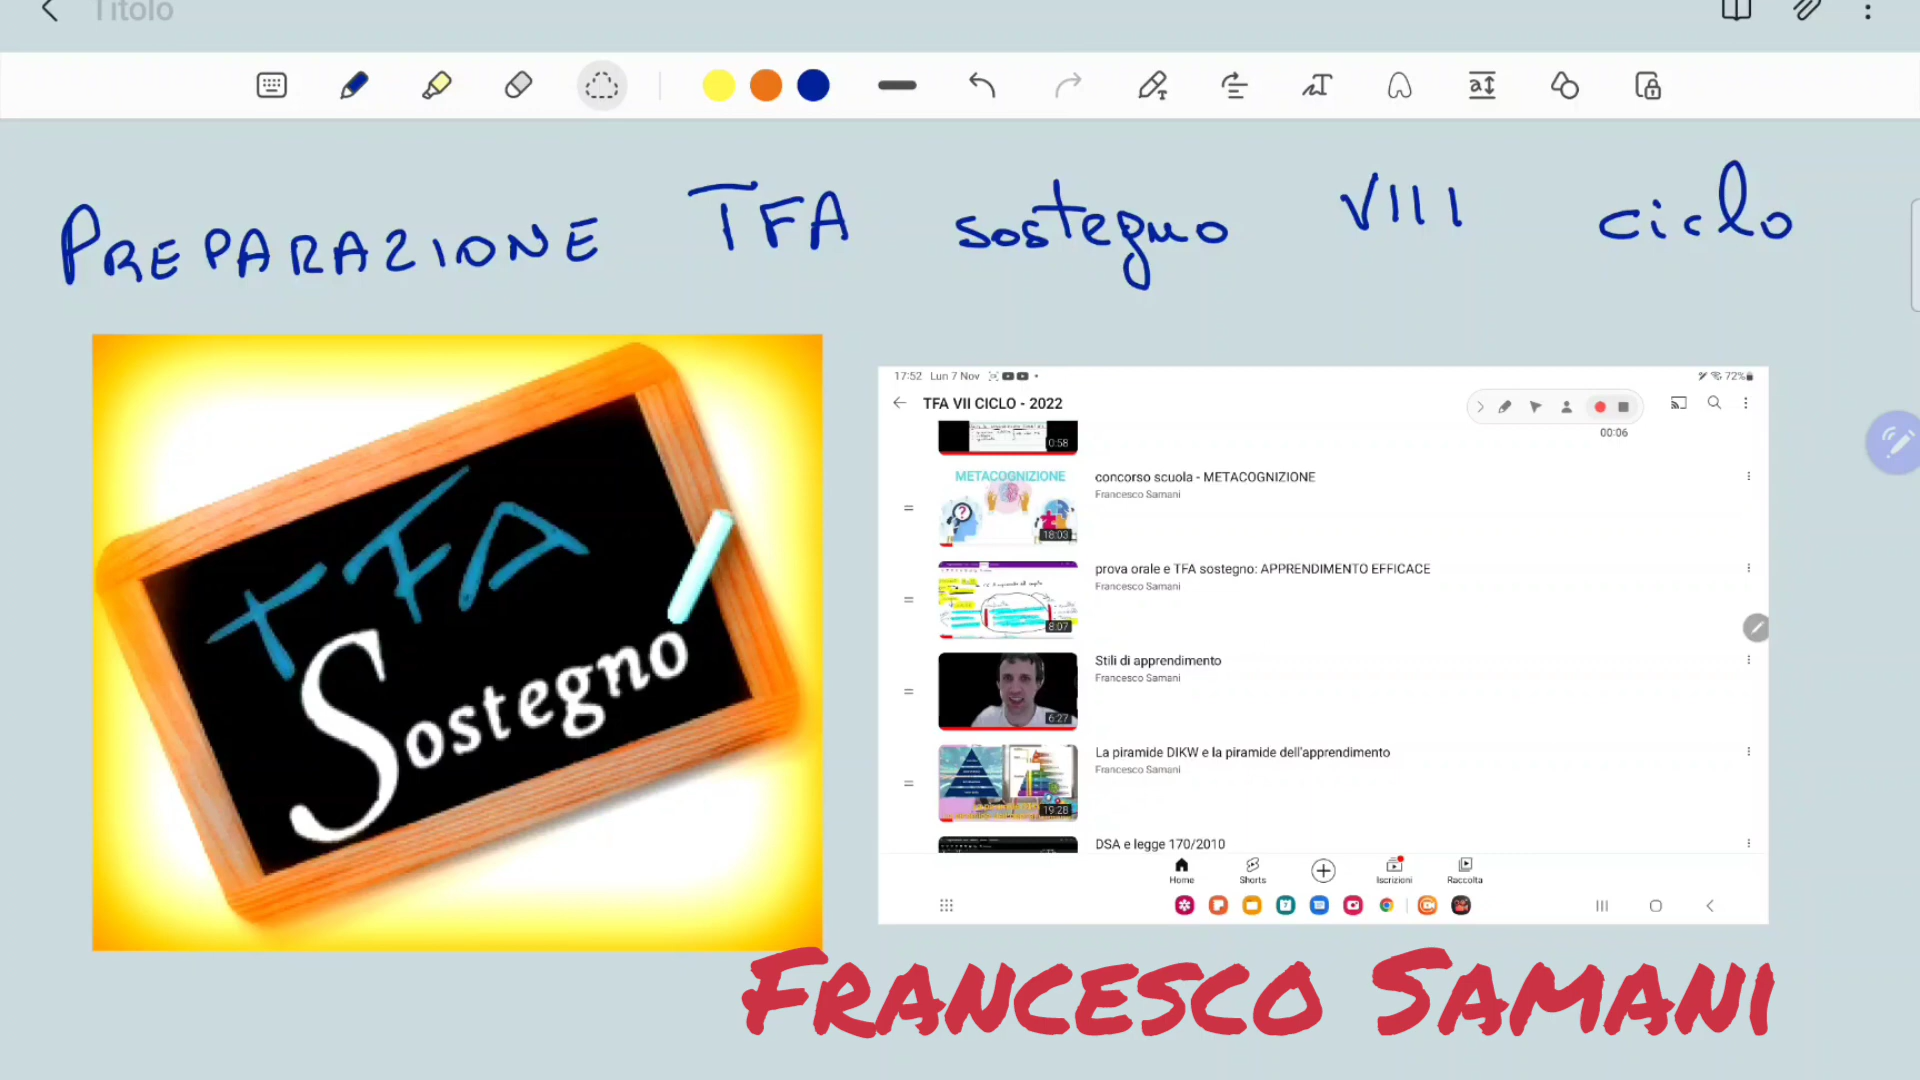 Titolo
PREPARAZIONE TFA sostegno VIII ciclo
TFA
Sostegno
17:52 Lun 7 Nov
72%
TFA VII CICLO - 2022
00:06
0:58
METACOGNIZIONE
18:03
concorso scuola - METACOGNIZIONE
Francesco Samani
8:07
prova orale e TFA sostegno: APPRENDIMENTO EFFICACE
Francesco Samani
6:27
Stili di apprendimento
Francesco Samani
19:28
La piramide DIKW e la piramide dell'apprendimento
Francesco Samani
DSA e legge 170/2010
Home Shorts Iscrizioni Raccolta
FRANCESCO SAMANI